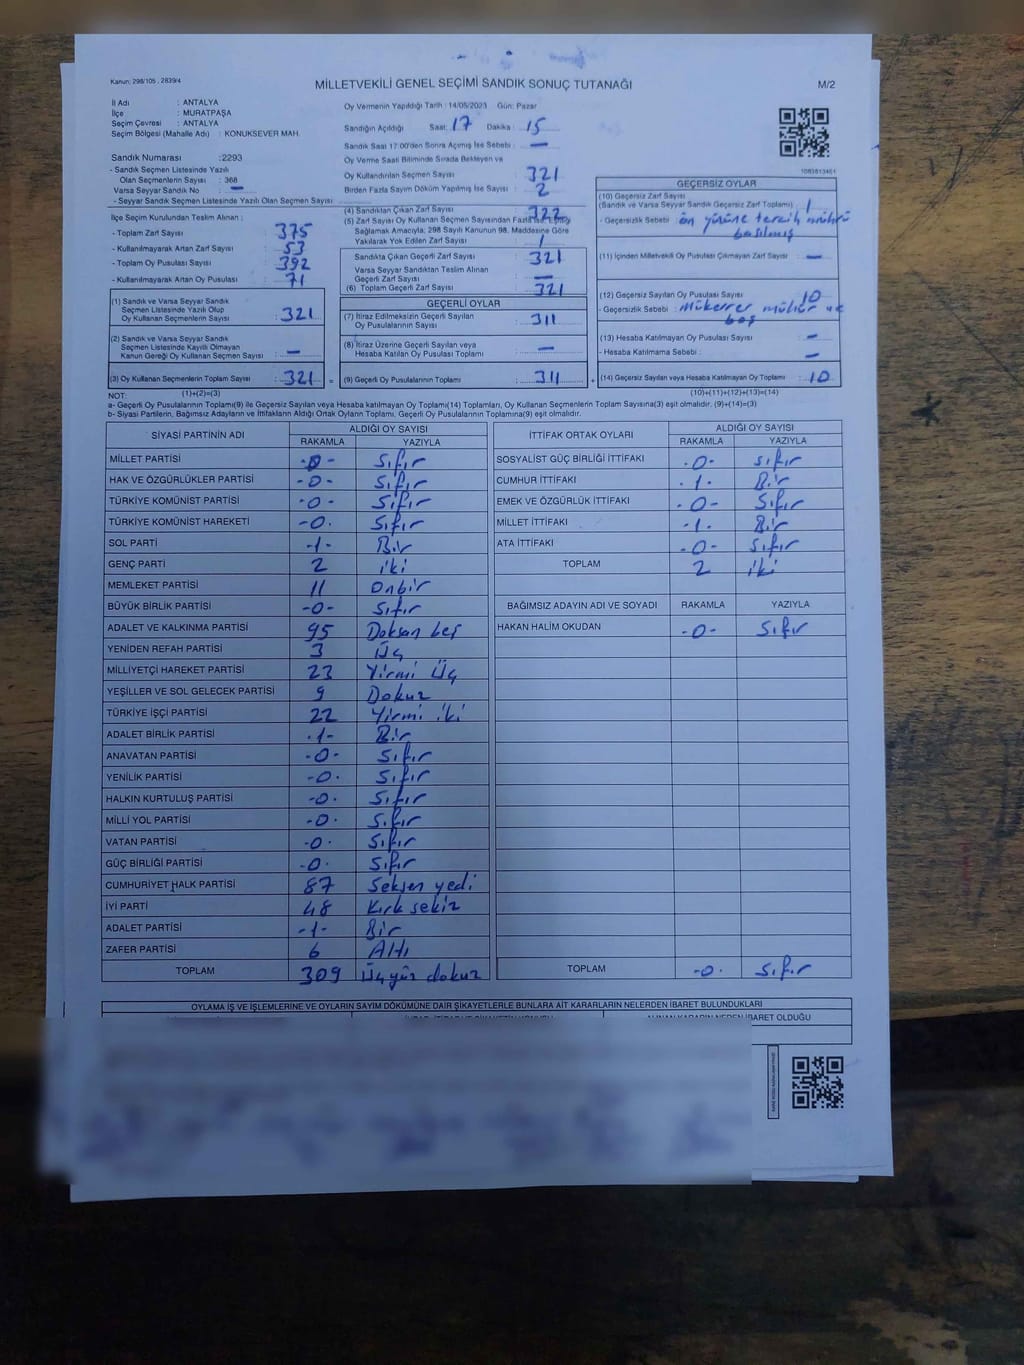 Kanun: 298/105 , 2839/4
MİLLETVEKİLİ GENEL SEÇİMİ SANDIK SONUÇ TUTANAĞI
M/2
İl Adı : ANTALYA
İlçe : MURATPAŞA
Seçim Çevresi : ANTALYA
Seçim Bölgesi (Mahalle Adı) : KONUKSEVER MAH.
Oy Vermenin Yapıldığı Tarih : 14/05/2023 Gün: Pazar
Sandığın Açıldığı Saat: 17 Dakika : 15
Sandık Saat 17:00'den Sonra Açılmış İse Sebebi : -
Sandık Numarası : 2293
- Sandık Seçmen Listesinde Yazılı
Olan Seçmenlerin Sayısı : 368
Varsa Seyyar Sandık No : -
- Seyyar Sandık Seçmen Listesinde Yazılı Olan Seçmen Sayısı :
Oy Verme Saati Bitiminde Sırada Bekleyen ve
Oy Kullandırılan Seçmen Sayısı : 321
Birden Fazla Sayım Döküm Yapılmış İse Sayısı : 2
1083813461
İlçe Seçim Kurulundan Teslim Alınan :
- Toplam Zarf Sayısı : 375
- Kullanılmayarak Artan Zarf Sayısı : 53
- Toplam Oy Pusulası Sayısı : 392
- Kullanılmayarak Artan Oy Pusulası : 71
(4) Sandıktan Çıkan Zarf Sayısı : 322
(5) Zarf Sayısı Oy Kullanan Seçmen Sayısından Fazla ise, Eşitliği
Sağlamak Amacıyla, 298 Sayılı Kanunun 98. Maddesine Göre
Yakılarak Yok Edilen Zarf Sayısı : 1
Sandıkta Çıkan Geçerli Zarf Sayısı : 321
Varsa Seyyar Sandıktan Teslim Alınan
Geçerli Zarf Sayısı : -
(6) Toplam Geçerli Zarf Sayısı : 321
GEÇERSİZ OYLAR
(10) Geçersiz Zarf Sayısı
(Sandık ve Varsa Seyyar Sandık Geçersiz Zarf Toplamı) : 1
- Geçersizlik Sebebi : ön yüzüne tercih mührü
basılmış
(11) İçinden Milletvekili Oy Pusulası Çıkmayan Zarf Sayısı : -
(12) Geçersiz Sayılan Oy Pusulası Sayısı : 10
- Geçersizlik Sebebi : Mükerrer mühür ve
boş
(13) Hesaba Katılmayan Oy Pusulası Sayısı : -
- Hesaba Katılmama Sebebi : -
(1) Sandık ve Varsa Seyyar Sandık
Seçmen Listesinde Yazılı Olup
Oy Kullanan Seçmenlerin Sayısı : 321
(2) Sandık ve Varsa Seyyar Sandık
Seçmen Listesinde Kayıtlı Olmayan
Kanun Gereği Oy Kullanan Seçmen Sayısı : -
GEÇERLİ OYLAR
(7) İtiraz Edilmeksizin Geçerli Sayılan
Oy Pusulalarının Sayısı : 311
(8) İtiraz Üzerine Geçerli Sayılan veya
Hesaba Katılan Oy Pusulası Toplamı : -
(3) Oy Kullanan Seçmenlerin Toplam Sayısı : 321 = (9) Geçerli Oy Pusulalarının Toplamı : 311 + (14) Geçersiz Sayılan veya Hesaba Katılmayan Oy Toplamı : 10
NOT: (1)+(2)=(3) (10)+(11)+(12)+(13)=(14)
a- Geçerli Oy Pusulalarının Toplamı(9) ile Geçersiz Sayılan veya Hesaba Katılmayan Oy Toplamı(14) Toplamları, Oy Kullanan Seçmenlerin Toplam Sayısına(3) eşit olmalıdır. (9)+(14)=(3)
b- Siyasi Partilerin, Bağımsız Adayların ve İttifakların Aldığı Ortak Oyların Toplamı, Geçerli Oy Pusulalarının Toplamına(9) eşit olmalıdır.
SİYASİ PARTİNİN ADI ALDIĞI OY SAYISI
RAKAMLA YAZIYLA
MİLLET PARTİSİ -0- Sıfır
HAK VE ÖZGÜRLÜKLER PARTİSİ -0- Sıfır
TÜRKİYE KOMÜNİST PARTİSİ -0- Sıfır
TÜRKİYE KOMÜNİST HAREKETİ -0. Sıfır
SOL PARTİ -1- Bir
GENÇ PARTİ 2 iki
MEMLEKET PARTİSİ 11 Onbir
BÜYÜK BİRLİK PARTİSİ -0- Sıfır
ADALET VE KALKINMA PARTİSİ 95 Doksan beş
YENİDEN REFAH PARTİSİ 3 Üç
MİLLİYETÇİ HAREKET PARTİSİ 23 Yirmi Üç
YEŞİLLER VE SOL GELECEK PARTİSİ 9 Dokuz
TÜRKİYE İŞÇİ PARTİSİ 22 Yirmi iki
ADALET BİRLİK PARTİSİ .1- Bir
ANAVATAN PARTİSİ -0- Sıfır
YENİLİK PARTİSİ -0. Sıfır
HALKIN KURTULUŞ PARTİSİ -0. Sıfır
MİLLİ YOL PARTİSİ -0. Sıfır
VATAN PARTİSİ -0. Sıfır
GÜÇ BİRLİĞİ PARTİSİ -0. Sıfır
CUMHURİYET HALK PARTİSİ 87 Seksen yedi
İYİ PARTİ 48 Kırk sekiz
ADALET PARTİSİ -1- Bir
ZAFER PARTİSİ 6 Altı
TOPLAM 309 Üçyüz dokuz
İTTİFAK ORTAK OYLARI ALDIĞI OY SAYISI
RAKAMLA YAZIYLA
SOSYALİST GÜÇ BİRLİĞİ İTTİFAKI .0- sıfır
CUMHUR İTTİFAKI .1. Bir
EMEK VE ÖZGÜRLÜK İTTİFAKI -0- Sıfır
MİLLET İTTİFAKI -1. Bir
ATA İTTİFAKI -0- Sıfır
TOPLAM 2 iki
BAĞIMSIZ ADAYIN ADI VE SOYADI RAKAMLA YAZIYLA
HAKAN HALİM OKUDAN -0- Sıfır
TOPLAM -0. Sıfır
OYLAMA İŞ VE İŞLEMLERİNE VE OYLARIN SAYIM DÖKÜMÜNE DAİR ŞİKAYETLERLE BUNLARA AİT KARARLARIN NELERDEN İBARET BULUNDUKLARI
ALINAN KARARIN NEDEN İBARET OLDUĞU